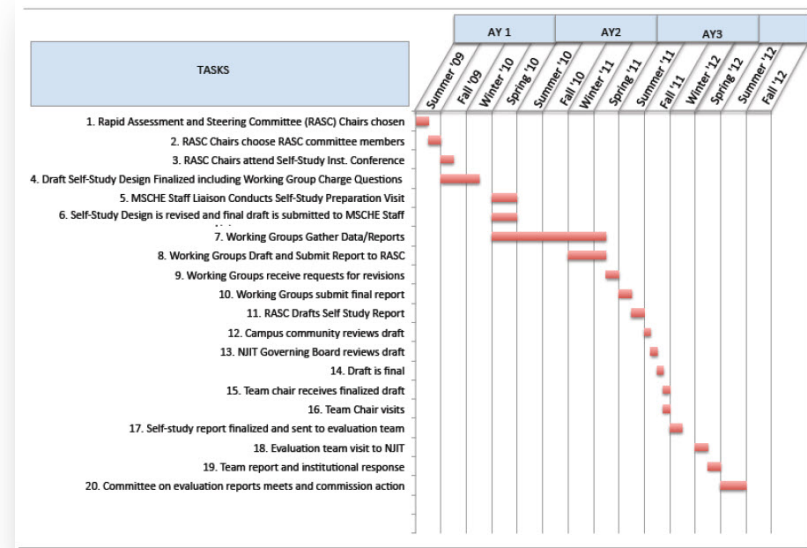 AY 1 AY2 AY3
TASKS
Summer '09 Fall '09 Winter '10 Spring '10 Summer '10 Fall '10 Winter '11 Spring '11 Summer '11 Fall '11 Winter '12 Spring '12 Summer '12 Fall '12
1. Rapid Assessment and Steering Committee (RASC) Chairs chosen
2. RASC Chairs choose RASC committee members
3. RASC Chairs attend Self-Study Inst. Conference
4. Draft Self-Study Design Finalized including Working Group Charge Questions
5. MSCHE Staff Liaison Conducts Self-Study Preparation Visit
6. Self-Study Design is revised and final draft is submitted to MSCHE Staff
7. Working Groups Gather Data/Reports
8. Working Groups Draft and Submit Report to RASC
9. Working Groups receive requests for revisions
10. Working Groups submit final report
11. RASC Drafts Self Study Report
12. Campus community reviews draft
13. NJIT Governing Board reviews draft
14. Draft is final
15. Team chair receives finalized draft
16. Team Chair visits
17. Self-study report finalized and sent to evaluation team
18. Evaluation team visit to NJIT
19. Team report and institutional response
20. Committee on evaluation reports meets and commission action